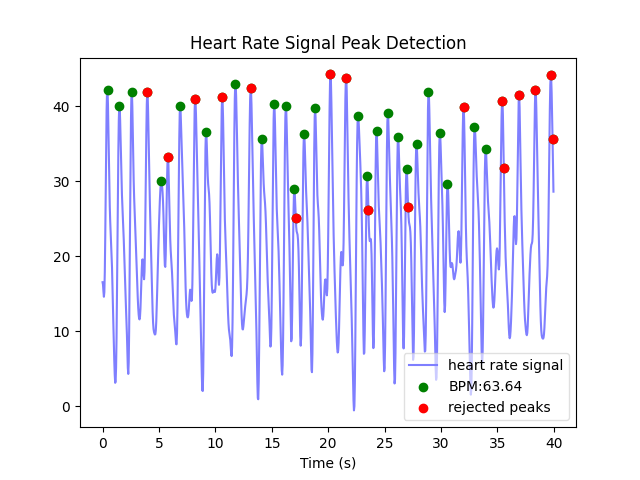 Heart Rate Signal Peak Detection
40
30
20
10
0
heart rate signal
BPM:63.64
rejected peaks
0 5 10 15 20 25 30 35 40
Time (s)